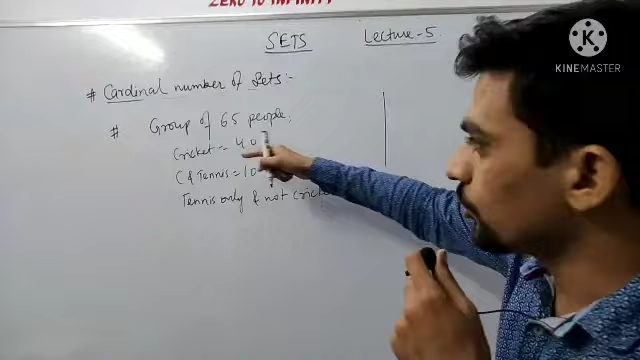 ZERO TO INFINITY
SETS Lecture-5
# Cardinal number of Sets:-
# Group of 65 people;
Cricket = 40
C & Tennis = 10
Tennis only & not cricket
KINEMASTER